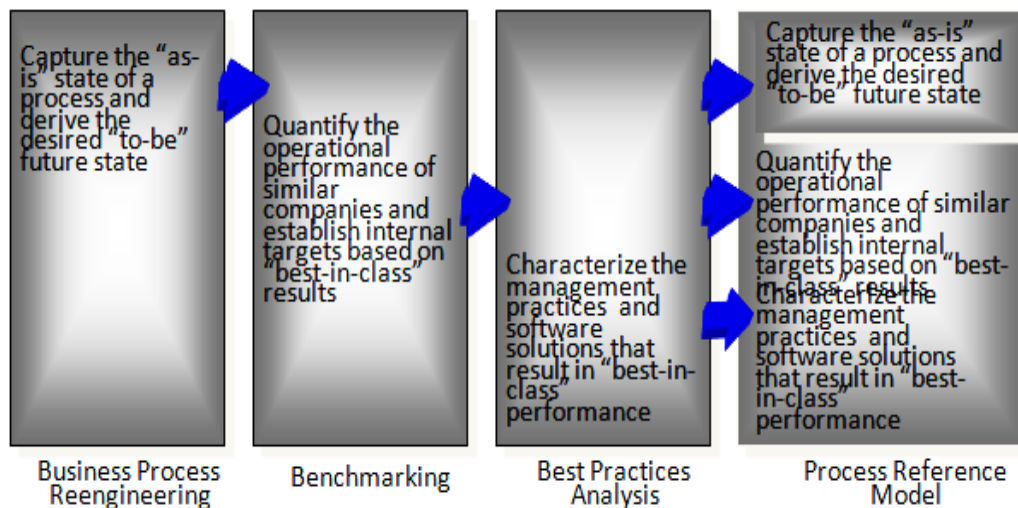 Capture the “as-
is” state of a
process and
derive the
desired “to-be”
future state
Quantify the
operational
performance of
similar
companies and
establish internal
targets based on
“best-in-class”
results
Characterize the
management
practices  and
software
solutions that
result in “best-in-
class”
performance
Capture the “as-is”
state of a process and
derive the desired
“to-be” future state
Quantify the
operational
performance of similar
companies and
establish internal
targets based on “best-
in-class” results
Characterize the
management
practices  and
software solutions
that result in “best-
in-class”
performance
Business Process
Reengineering
Benchmarking
Best Practices
Analysis
Process Reference
Model